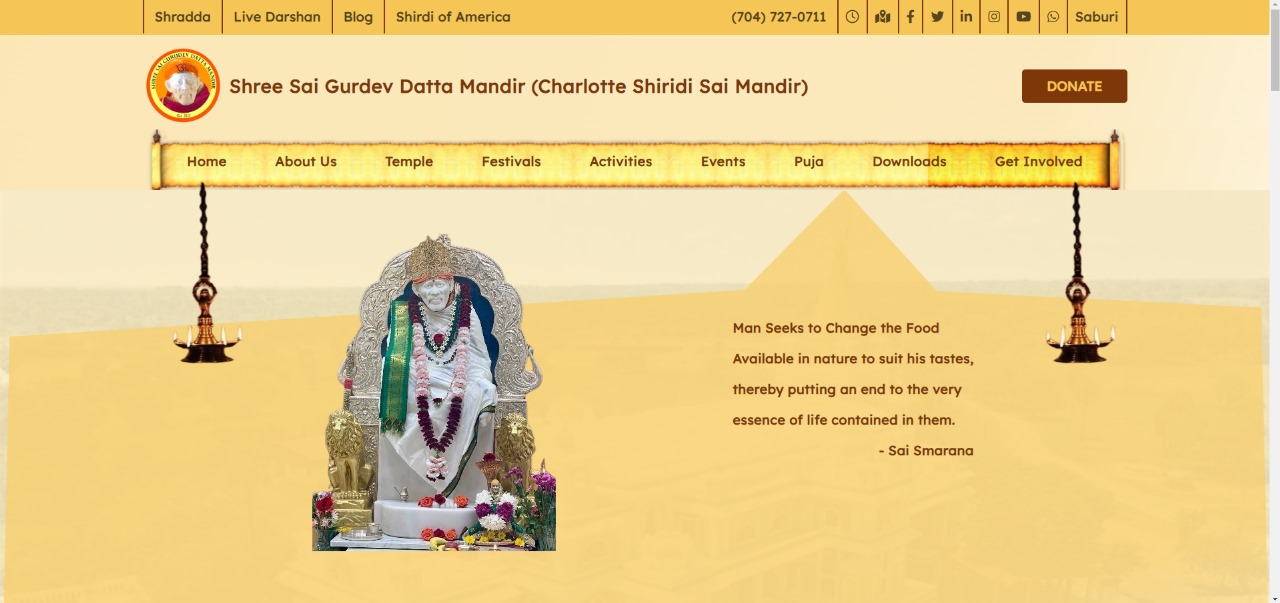 Shradda
Live Darshan
Blog
Shirdi of America
(704) 727-0711
Saburi
Shree Sai Gurdev Datta Mandir (Charlotte Shiridi Sai Mandir)
DONATE
Home
About Us
Temple
Festivals
Activities
Events
Puja
Downloads
Get Involved
Man Seeks to Change the Food
Available in nature to suit his tastes,
thereby putting an end to the very
essence of life contained in them.
- Sai Smarana